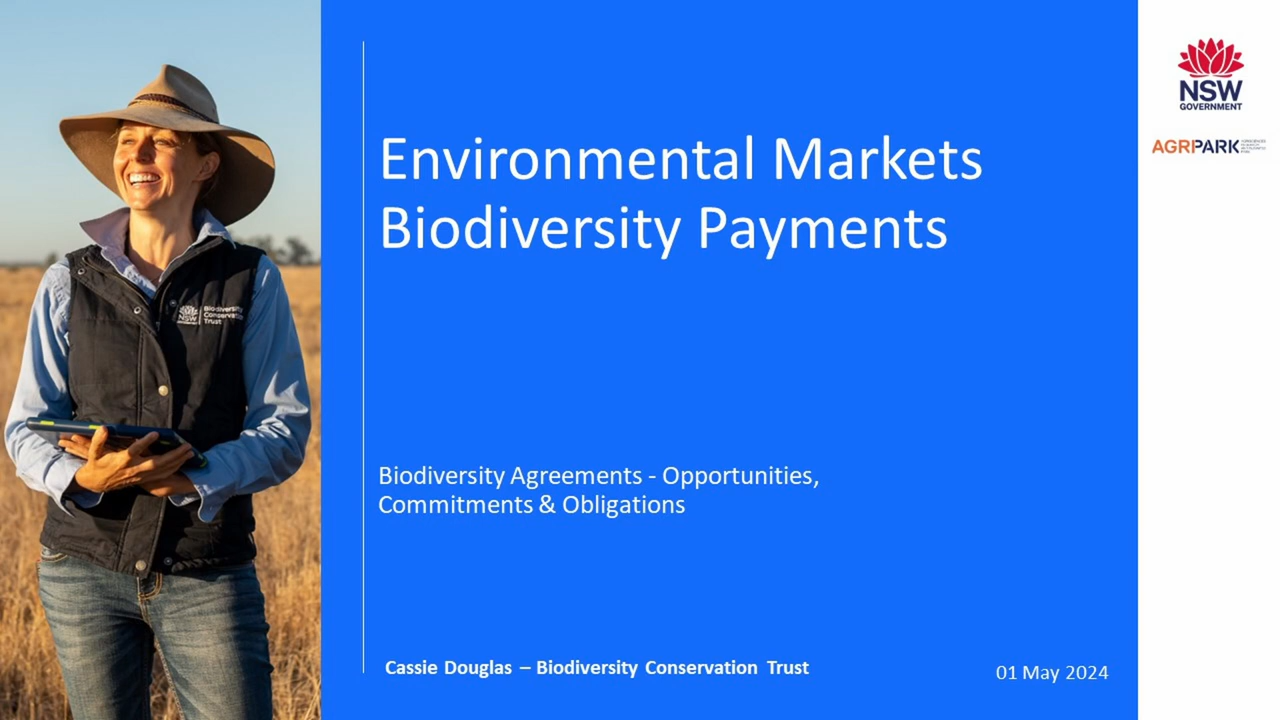 NSW
GOVERNMENT
AGRIPARK
Environmental Markets
Biodiversity Payments
NSW
Biodiversity
Conservation
Trust
Biodiversity Agreements - Opportunities,
Commitments & Obligations
Cassie Douglas – Biodiversity Conservation Trust
01 May 2024